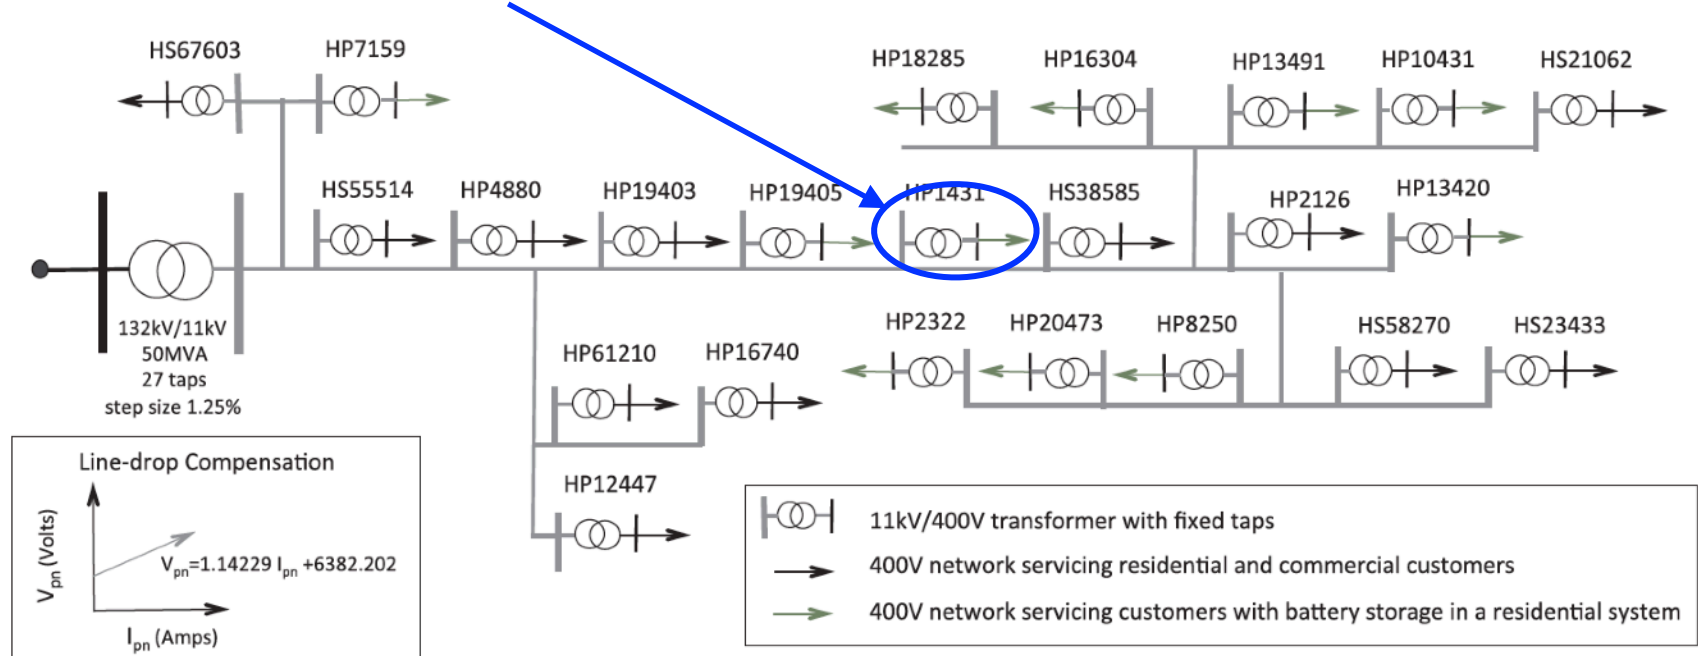 HS67603
HP7159
HP18285
HP16304
HP13491
HP10431
HS21062
HS55514
HP4880
HP19403
HP19405
HP1431
HS38585
HP2126
HP13420
132kV/11kV
50MVA
27 taps
step size 1.25%
HP2322
HP20473
HP8250
HS58270
HS23433
HP61210
HP16740
HP12447
Line-drop Compensation
Vpn (Volts)
Vpn=1.14229 Ipn +6382.202
Ipn (Amps)
11kV/400V transformer with fixed taps
400V network servicing residential and commercial customers
400V network servicing customers with battery storage in a residential system